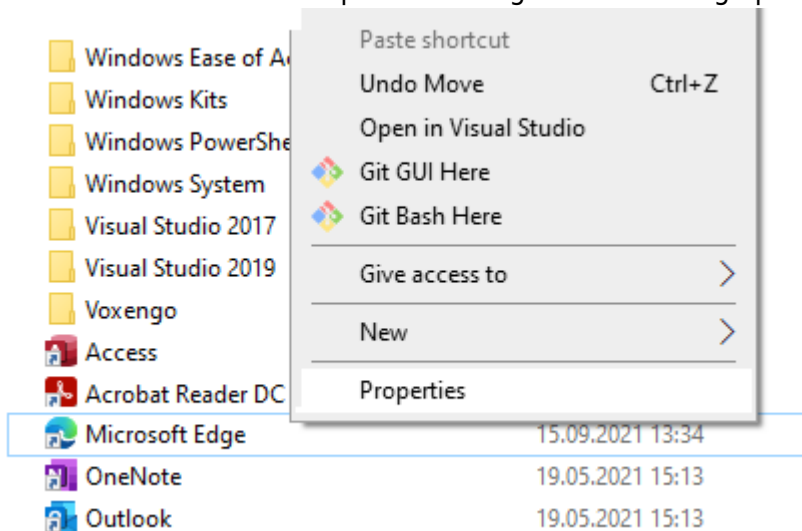 Windows Ease of A
Windows Kits
Windows PowerShe
Windows System
Visual Studio 2017
Visual Studio 2019
Voxengo
Access
Acrobat Reader DC
Microsoft Edge 15.09.2021 13:34
OneNote 19.05.2021 15:13
Outlook 19.05.2021 15:13
Paste shortcut
Undo Move Ctrl+Z
Open in Visual Studio
Git GUI Here
Git Bash Here
Give access to
New
Properties